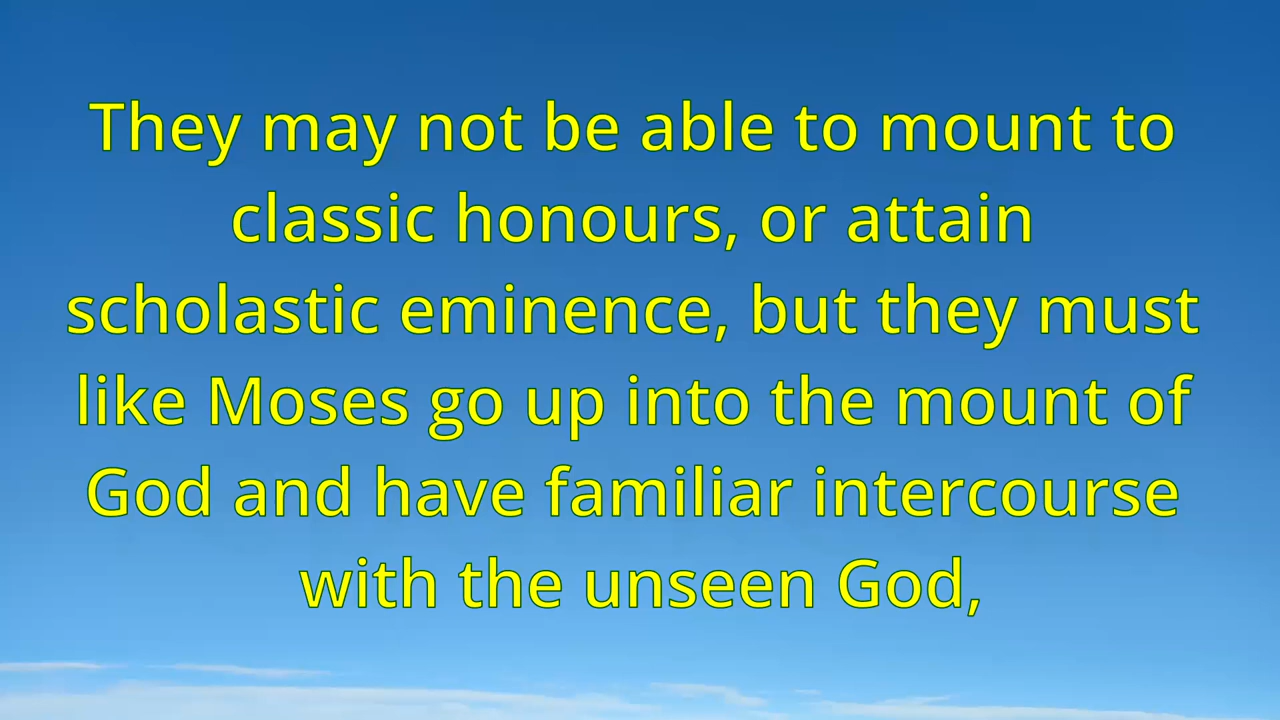 They may not be able to mount to
classic honours, or attain
scholastic eminence, but they must
like Moses go up into the mount of
God and have familiar intercourse
with the unseen God,